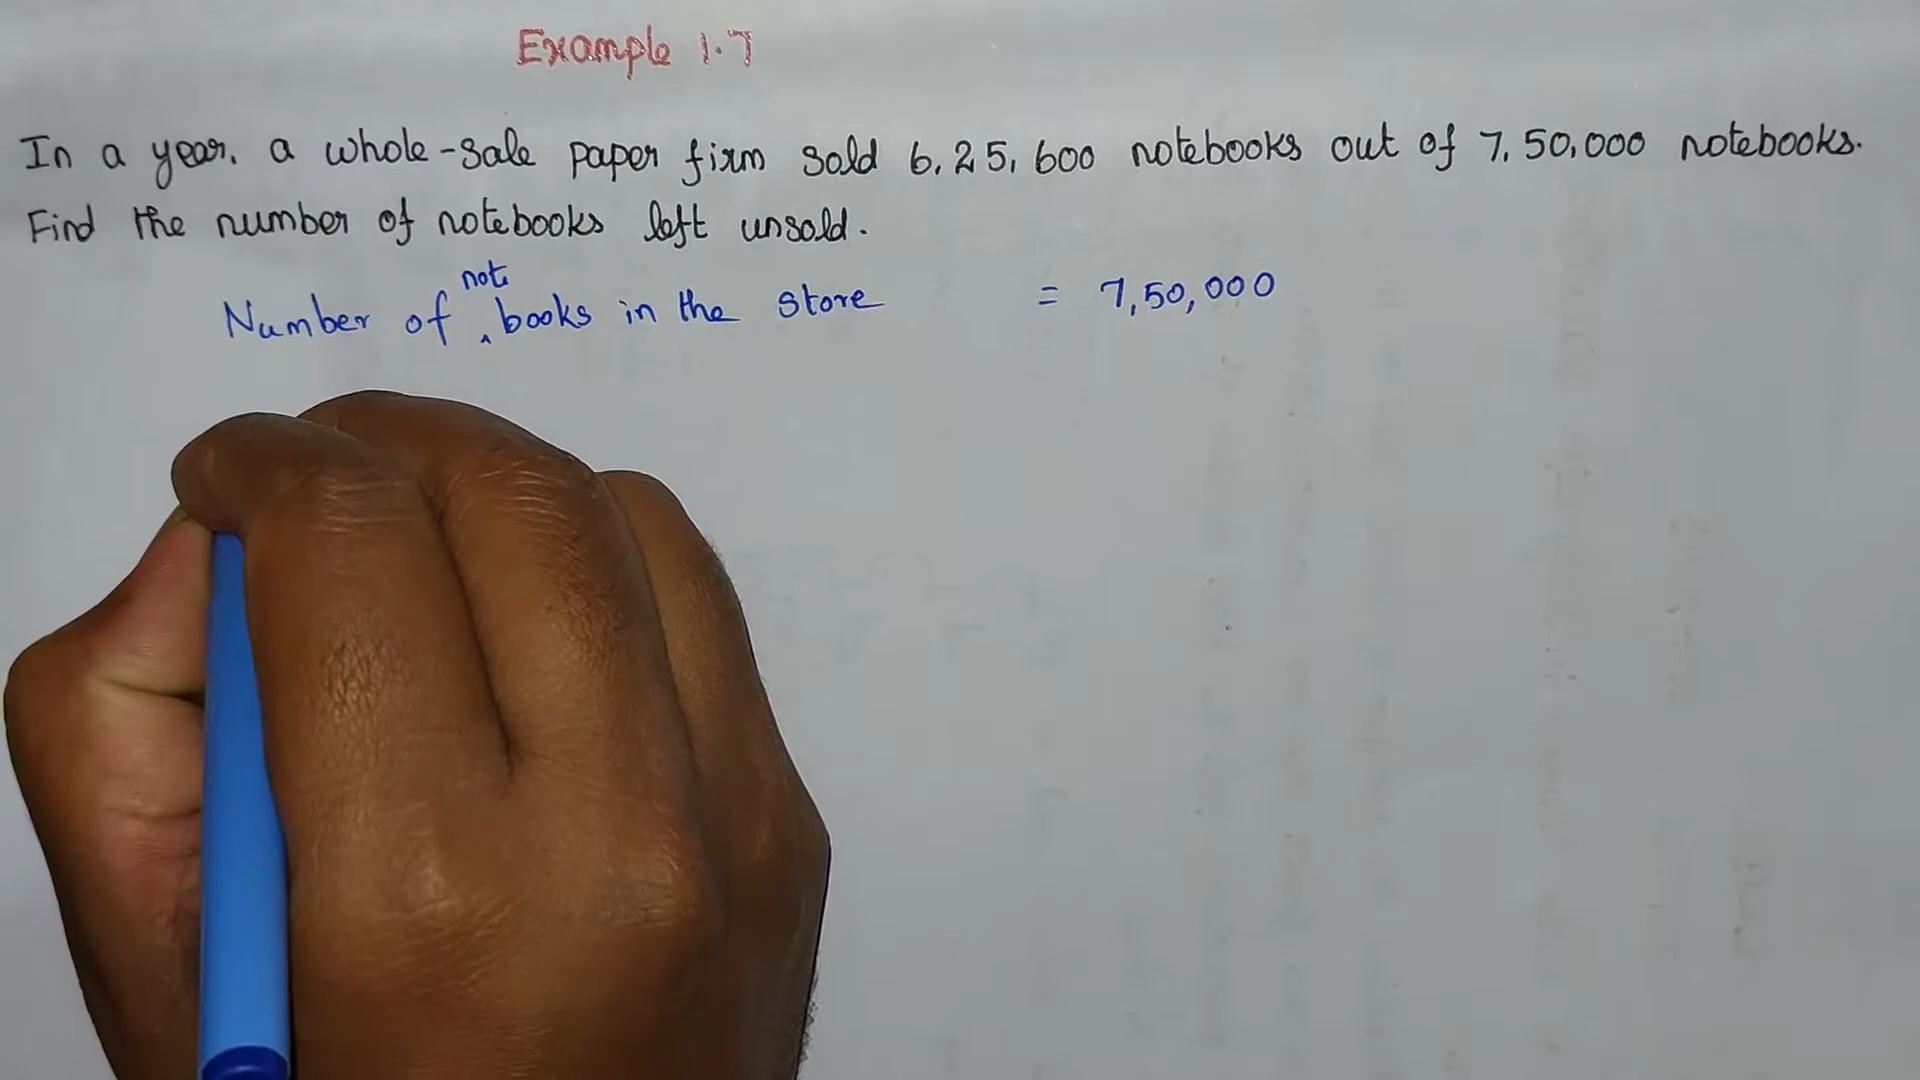 Example 1.7
In a year, a whole-sale paper firm sold 6,25,600 notebooks out of 7,50,000 notebooks.
Find the number of notebooks left unsold.
Number of note books in the store = 7,50,000